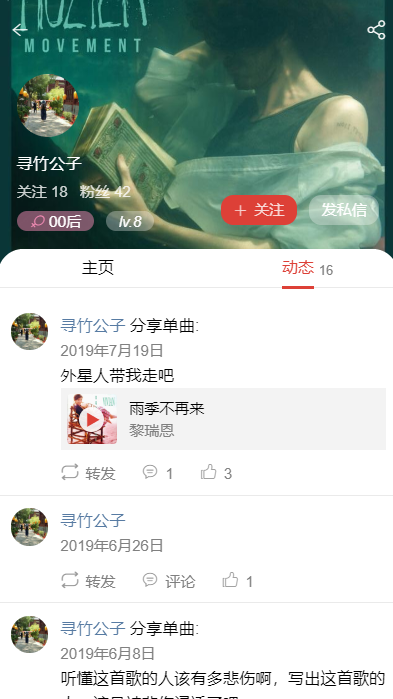 MOVEMENT
寻竹公子
关注 18 粉丝 42
00后 lv.8
+ 关注 发私信
主页 动态 16
寻竹公子 分享单曲:
2019年7月19日
外星人带我走吧
雨季不再来
黎瑞恩
转发 1 3
寻竹公子
2019年6月26日
转发 评论 1
寻竹公子 分享单曲:
2019年6月8日
听懂这首歌的人该有多悲伤啊，写出这首歌的